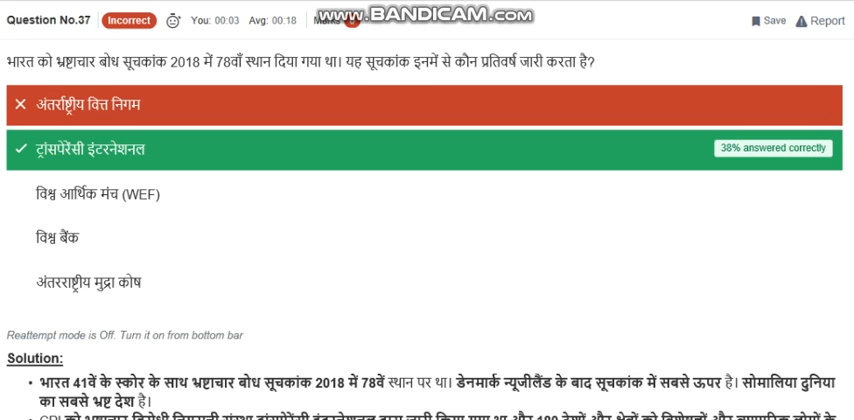 Question No.37 Incorrect You: 00:03 Avg: 00:18 Marks 0 www.BANDICAM.com Save Report
भारत को भ्रष्टाचार बोध सूचकांक 2018 में 78वाँ स्थान दिया गया था। यह सूचकांक इनमें से कौन प्रतिवर्ष जारी करता है?
अंतर्राष्ट्रीय वित्त निगम
ट्रांसपेरेंसी इंटरनेशनल 38% answered correctly
विश्व आर्थिक मंच (WEF)
विश्व बैंक
अंतरराष्ट्रीय मुद्रा कोष
Reattempt mode is Off. Turn it on from bottom bar
Solution:
• भारत 41वें के स्कोर के साथ भ्रष्टाचार बोध सूचकांक 2018 में 78वें स्थान पर था। डेनमार्क न्यूजीलैंड के बाद सूचकांक में सबसे ऊपर है। सोमालिया दुनिया
का सबसे भ्रष्ट देश है।